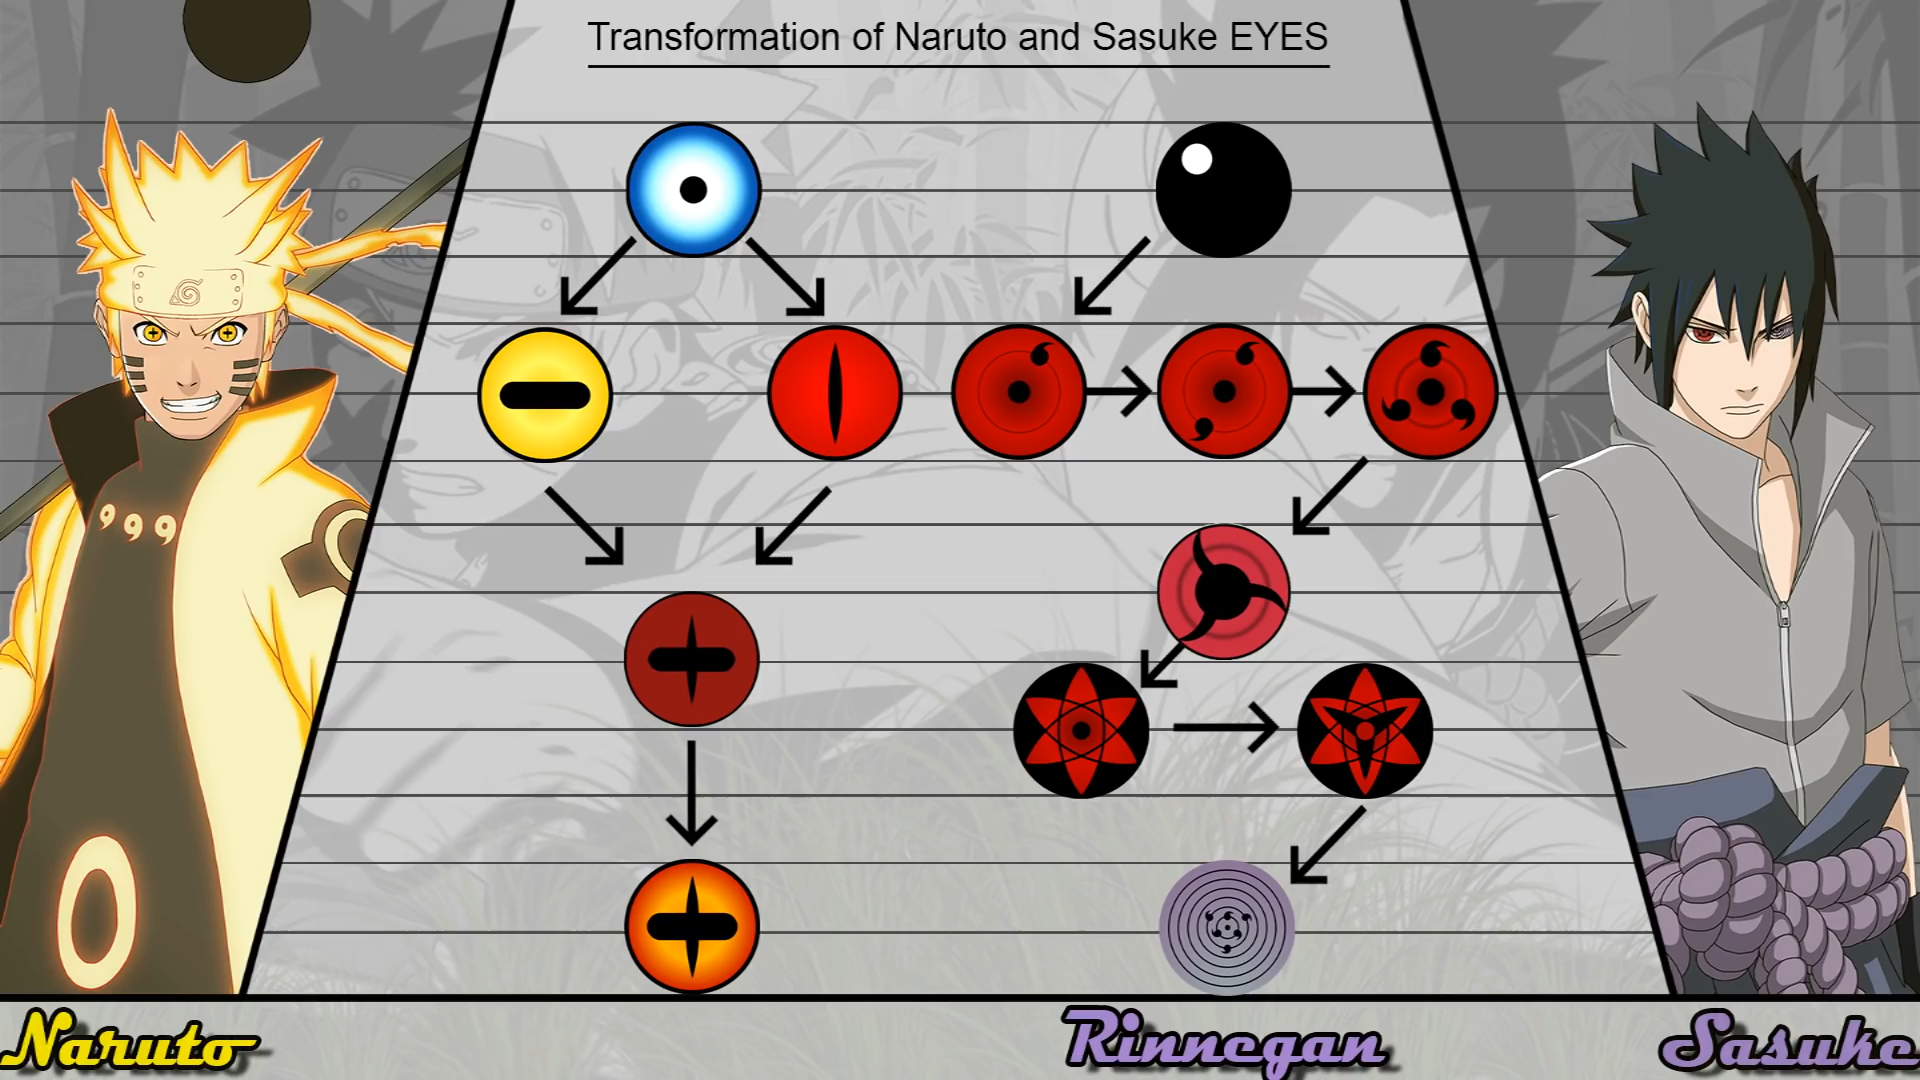 Transformation of Naruto and Sasuke EYES
Naruto
Rinnegan
Sasuke